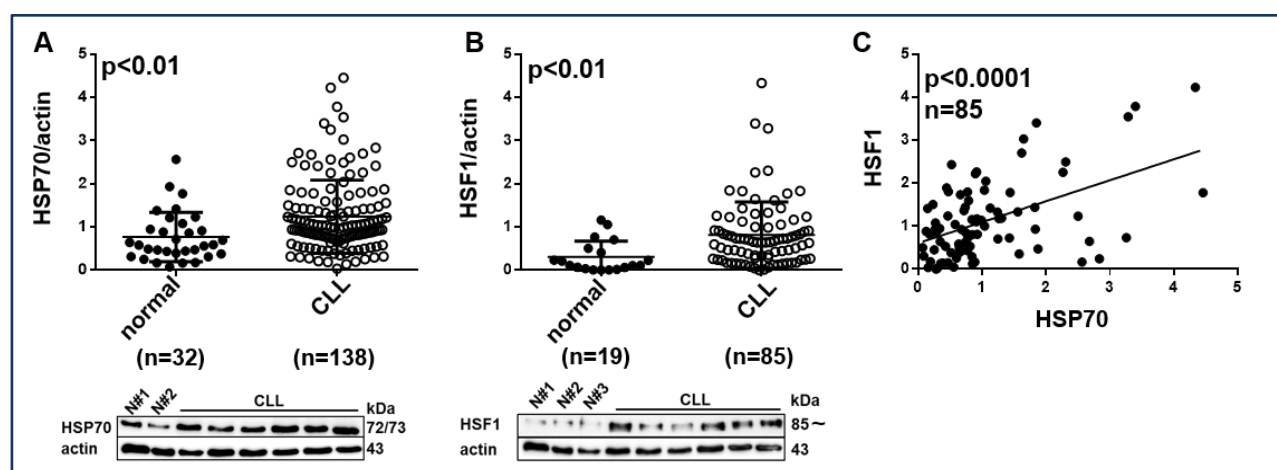 A
p<0.01
HSP70/actin
5
4
3
2
1
0
normal
CLL
(n=32)
(n=138)
N#1
N#2
CLL
kDa
HSP70
72/73
actin
43
B
p<0.01
HSF1/actin
5
4
3
2
1
0
normal
CLL
(n=19)
(n=85)
N#1
N#2
N#3
CLL
kDa
HSF1
85~
actin
43
C
p<0.0001
n=85
HSF1
5
4
3
2
1
0
0 1 2 3 4 5
HSP70